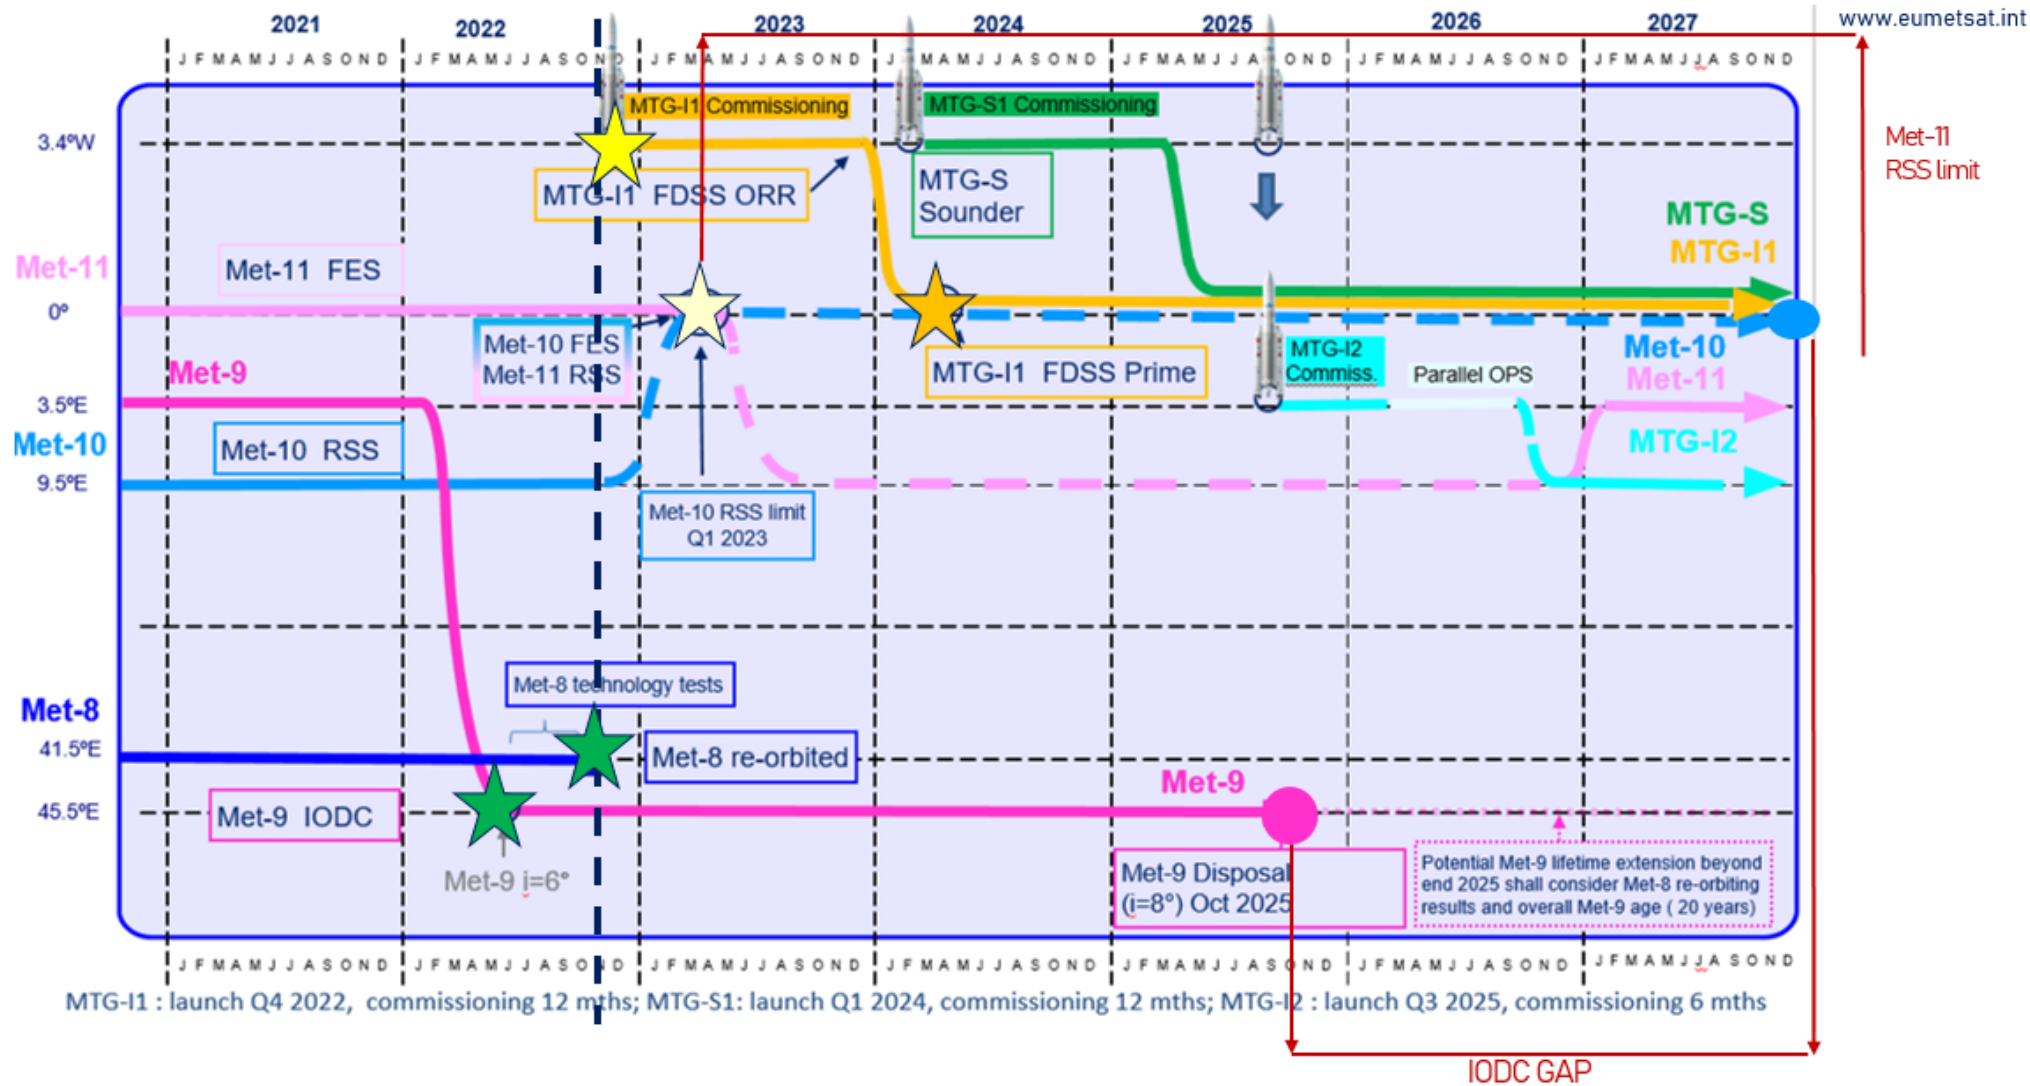 www.eumetsat.int
2021 2022 2023 2024 2025 2026 2027
J F M A M J J A S O N D J F M A M J J A S O N D J F M A M J J A S O N D J F M A M J J A S O N D J F M A M J J A S O N D J F M A M J J A S O N D J F M A M J J A S O N D
MTG-I1 Commissioning
MTG-S1 Commissioning
3.4ºW
Met-11
RSS limit
MTG-I1 FDSS ORR
MTG-S
Sounder
MTG-S
MTG-I1
Met-11
Met-11 FES
0º
Met-10 FES
Met-11 RSS
MTG-I1 FDSS Prime
MTG-I2
Commiss.
Parallel OPS
Met-10
Met-11
Met-9
3.5ºE
Met-10
Met-10 RSS
MTG-I2
9.5ºE
Met-10 RSS limit
Q1 2023
Met-8 technology tests
Met-8
41.5ºE
Met-8 re-orbited
Met-9
45.5ºE
Met-9 IODC
Met-9 i=6°
Met-9 Disposal
(i=8°) Oct 2025
Potential Met-9 lifetime extension beyond
end 2025 shall consider Met-8 re-orbiting
results and overall Met-9 age ( 20 years)
J F M A M J J A S O N D J F M A M J J A S O N D J F M A M J J A S O N D J F M A M J J A S O N D J F M A M J J A S O N D J F M A M J J A S O N D J F M A M J J A S O N D
MTG-I1 : launch Q4 2022, commissioning 12 mths; MTG-S1: launch Q1 2024, commissioning 12 mths; MTG-I2 : launch Q3 2025, commissioning 6 mths
IODC GAP